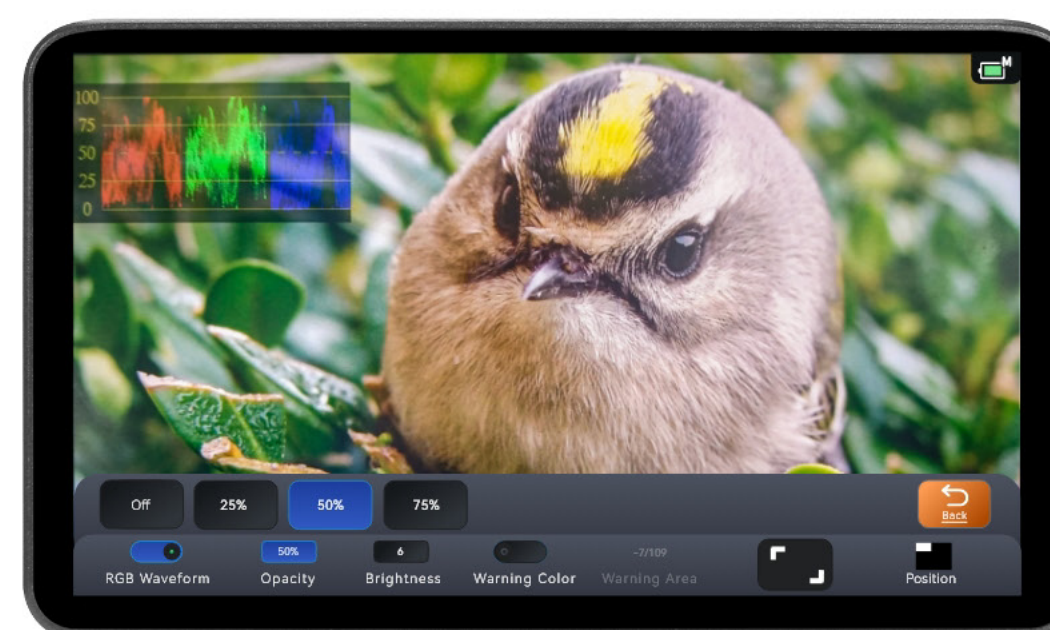 M
100
75
50
25
0
Off
25%
50%
75%
Back
50%
6
-7/109
RGB Waveform
Opacity
Brightness
Warning Color
Warning Area
Position